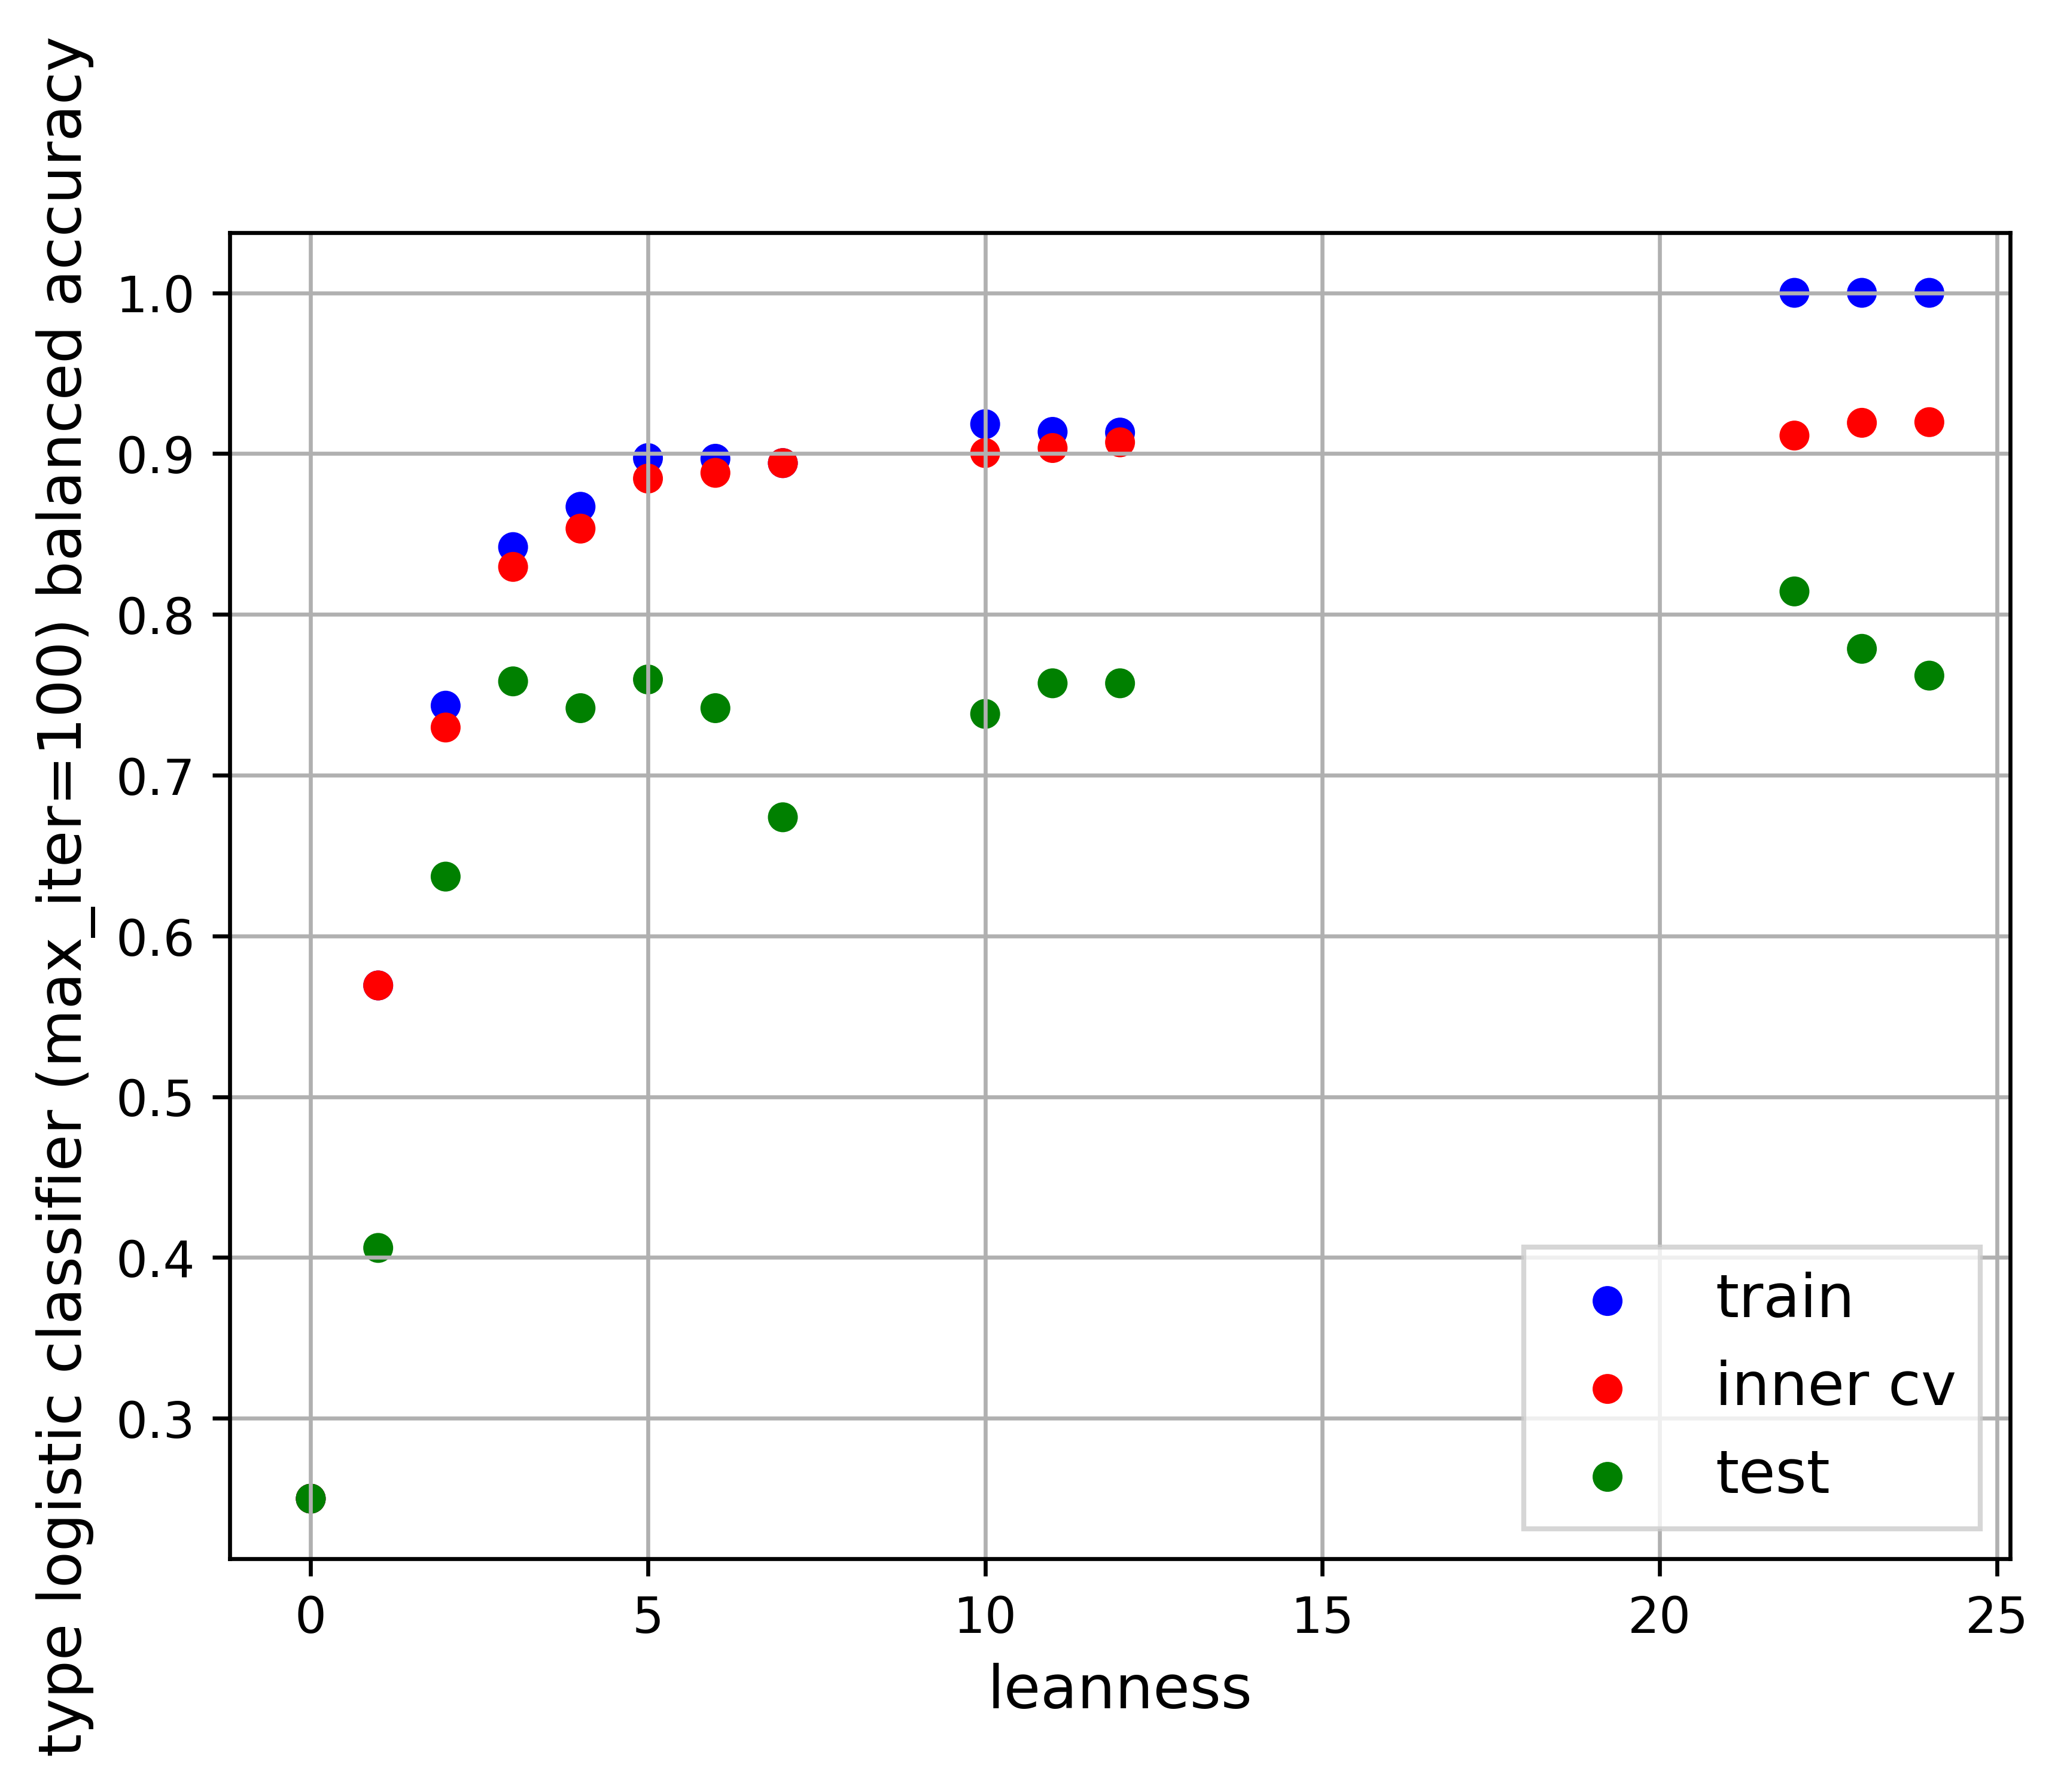 type logistic classifier (max_iter=100) balanced accuracy
1.0
0.9
0.8
0.7
0.6
0.5
0.4
0.3
train
inner cv
test
0 5 10 15 20 25
leanness